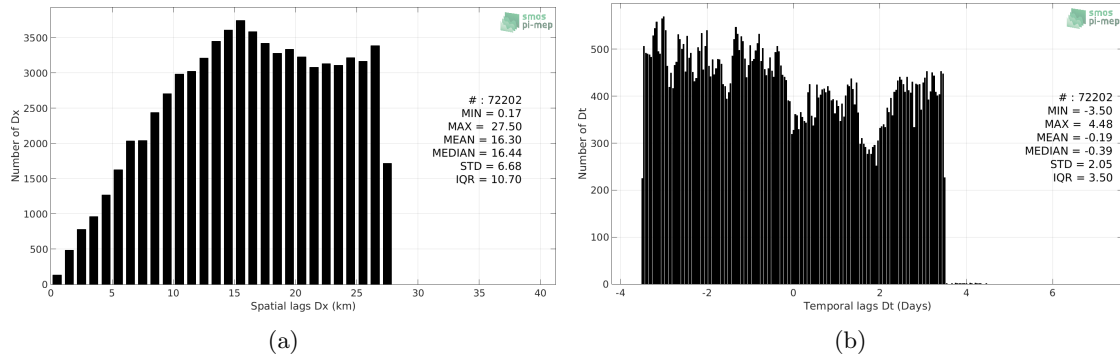 smos
pi-mep
3500
3000
2500
2000
1500
1000
500
0
Number of Dx
# : 72202
MIN = 0.17
MAX = 27.50
MEAN = 16.30
MEDIAN = 16.44
STD = 6.68
IQR = 10.70
0 5 10 15 20 25 30 35 40
Spatial lags Dx (km)
(a)
smos
pi-mep
500
400
300
200
100
0
Number of Dt
# : 72202
MIN = -3.50
MAX = 4.48
MEAN = -0.19
MEDIAN = -0.39
STD = 2.05
IQR = 3.50
-4 -2 0 2 4 6
Temporal lags Dt (Days)
(b)